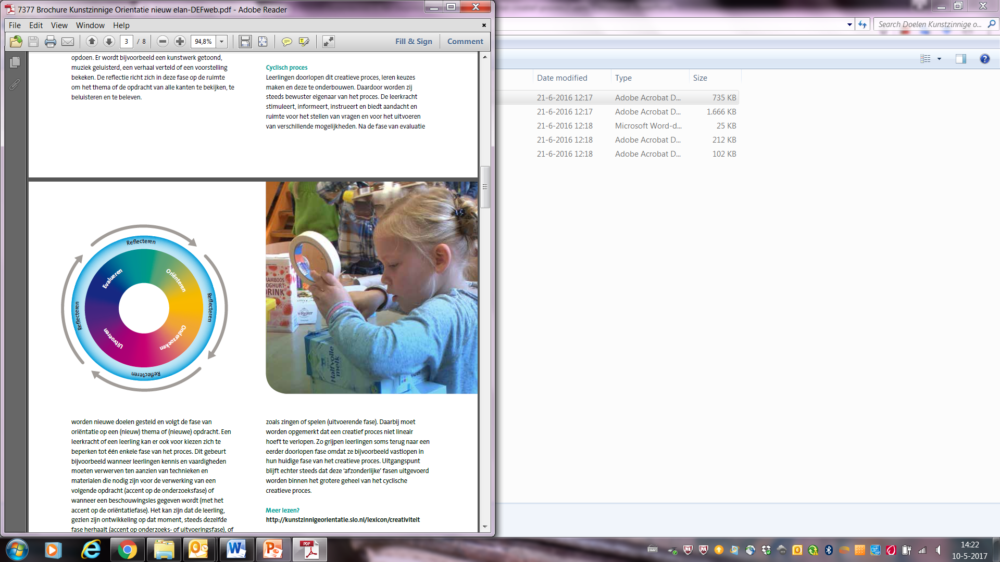 7377 Brochure Kunstzinnige Orientatie nieuw elan-DEFweb.pdf - Adobe Reader
File Edit View Window Help
3 / 8
94,8%
Fill & Sign
Comment
opdoen. Er wordt bijvoorbeeld een kunstwerk getoond,
muziek geluisterd, een verhaal verteld of een voorstelling
bekeken. De reflectie richt zich in deze fase op de ruimte
om het thema of de opdracht van alle kanten te bekijken, te
beluisteren en te beleven.
Cyclisch proces
Leerlingen doorlopen dit creatieve proces, leren keuzes
maken en deze te onderbouwen. Daardoor worden zij
steeds bewuster eigenaar van het proces. De leerkracht
stimuleert, informeert, instrueert en biedt aandacht en
ruimte voor het stellen van vragen en voor het uitvoeren
van verschillende mogelijkheden. Na de fase van evaluatie
Reflecteren
Reflecteren
Reflecteren
Reflecteren
Evalueren
Oriënteren
Onderzoeken
Uitvoeren
RAMBOOS
OGHURT
DRINK
de Ruijter
Halfvolle
melk
worden nieuwe doelen gesteld en volgt de fase van
oriëntatie op een (nieuw) thema of (nieuwe) opdracht. Een
leerkracht of een leerling kan er ook voor kiezen zich te
beperken tot één enkele fase van het proces. Dit gebeurt
bijvoorbeeld wanneer leerlingen kennis en vaardigheden
moeten verwerven ten aanzien van technieken en
materialen die nodig zijn voor de verwerking van een
volgende opdracht (accent op de onderzoeksfase) of
wanneer een beschouwingsles gegeven wordt (met het
accent op de oriëntatiefase). Het kan zijn dat de leerling,
gezien zijn ontwikkeling op dat moment, steeds dezelfde
fase herhaalt (accent op onderzoeks- of uitvoeringsfase), of
zoals zingen of spelen (uitvoerende fase). Daarbij moet
worden opgemerkt dat een creatief proces niet lineair
hoeft te verlopen. Zo grijpen leerlingen soms terug naar een
eerder doorlopen fase omdat ze bijvoorbeeld vastlopen in
hun huidige fase van het creatieve proces. Uitgangspunt
blijft echter steeds dat deze ‘afzonderlijke’ fasen uitgevoerd
worden binnen het grotere geheel van het cyclische
creatieve proces.
Meer lezen?
http://kunstzinnigeorientatie.slo.nl/lexicon/creativiteit
Search Doelen Kunstzinnige o...
Date modified Type Size
21-6-2016 12:17 Adobe Acrobat D... 735 KB
21-6-2016 12:17 Adobe Acrobat D... 1.666 KB
21-6-2016 12:18 Microsoft Word-d... 25 KB
21-6-2016 12:18 Adobe Acrobat D... 212 KB
21-6-2016 12:18 Adobe Acrobat D... 102 KB
PDF
14:22
10-5-2017